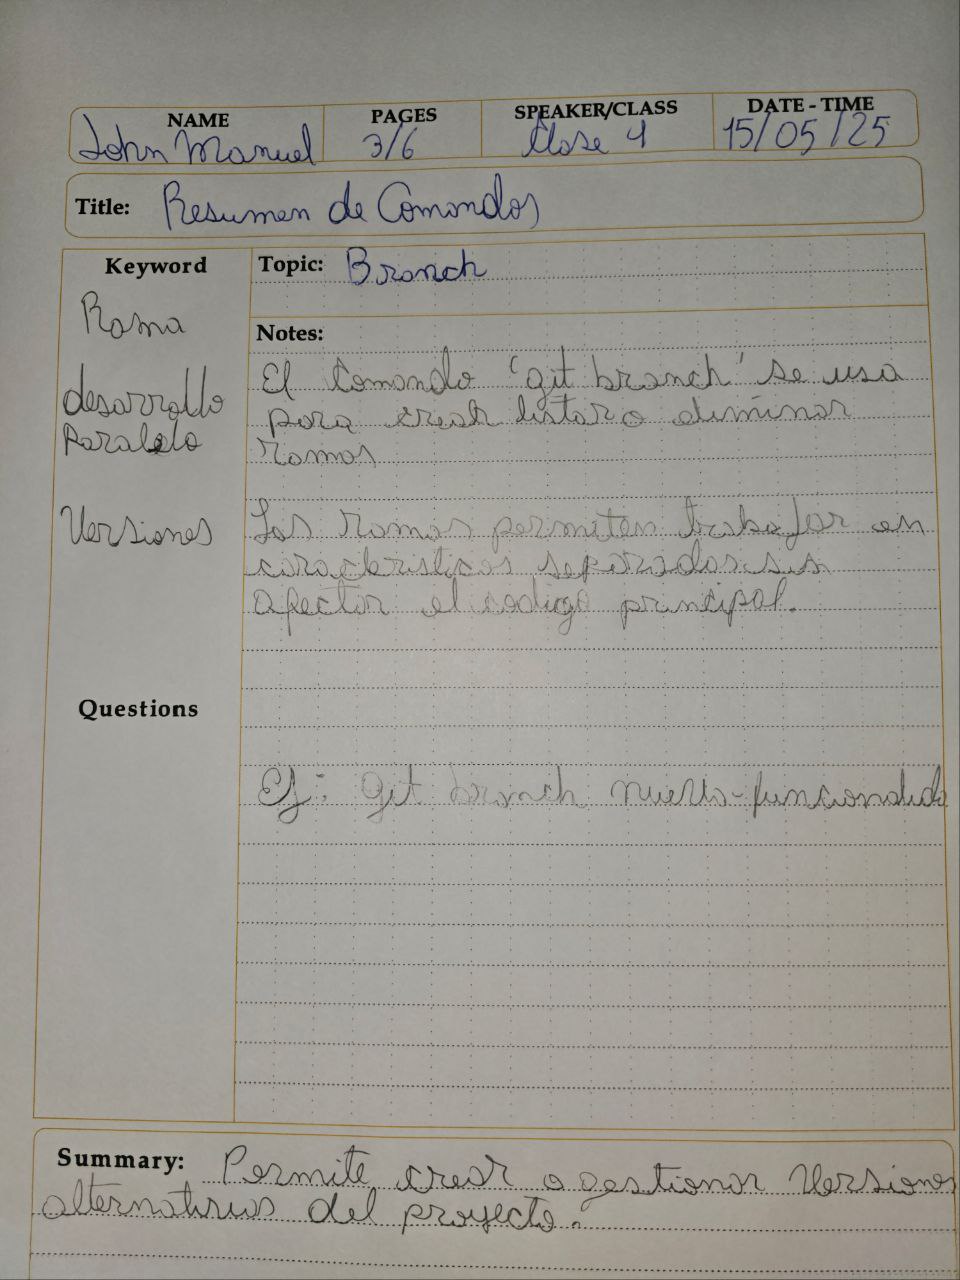 NAME PAGES SPEAKER/CLASS DATE - TIME
John Manuel 3/6 Clase 4 15/05/25
Title: Resumen de Comandos
Keyword
Rama
desarrollo
Paralelo
Versiones
Questions
Topic: Branch
Notes:
El Comando 'git branch' se usa
para crear listar o eliminar
ramas
Las ramas permiten trabajar en
caracteristicas separadas sin
afectar el codigo principal.
Ej: git branch nueva-funcionalida
Summary: Permite crear o gestionar Versiones
alternativas del proyecto.